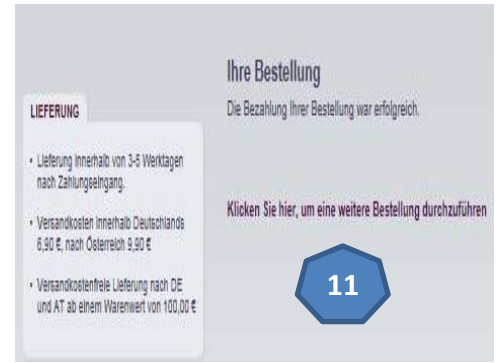 Ihre Bestellung
Die Bezahlung Ihrer Bestellung war erfolgreich.
LIEFERUNG
• Lieferung innerhalb von 3-5 Werktagen
nach Zahlungseingang.
• Versandkosten innerhalb Deutschlands
6,90 €, nach Österreich 9,90 €
• Versandkostenfreie Lieferung nach DE
und AT ab einem Warenwert von 100,00 €
Klicken Sie hier, um eine weitere Bestellung durchzuführen
11